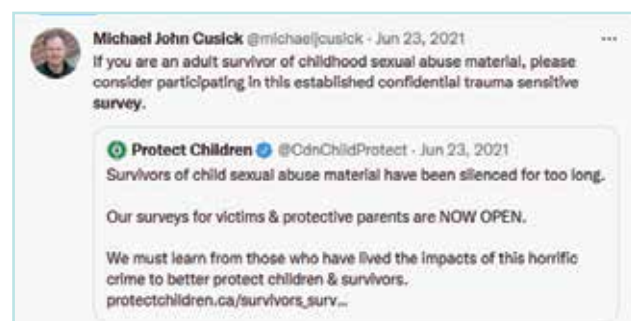 Michael John Cusick @michaeljcusick · Jun 23, 2021 ...
If you are an adult survivor of childhood sexual abuse material, please
consider participating in this established confidential trauma sensitive
survey.
Protect Children @CdnChildProtect · Jun 23, 2021
Survivors of child sexual abuse material have been silenced for too long.
Our surveys for victims & protective parents are NOW OPEN.
We must learn from those who have lived the impacts of this horrific
crime to better protect children & survivors.
protectchildren.ca/survivors_surv...